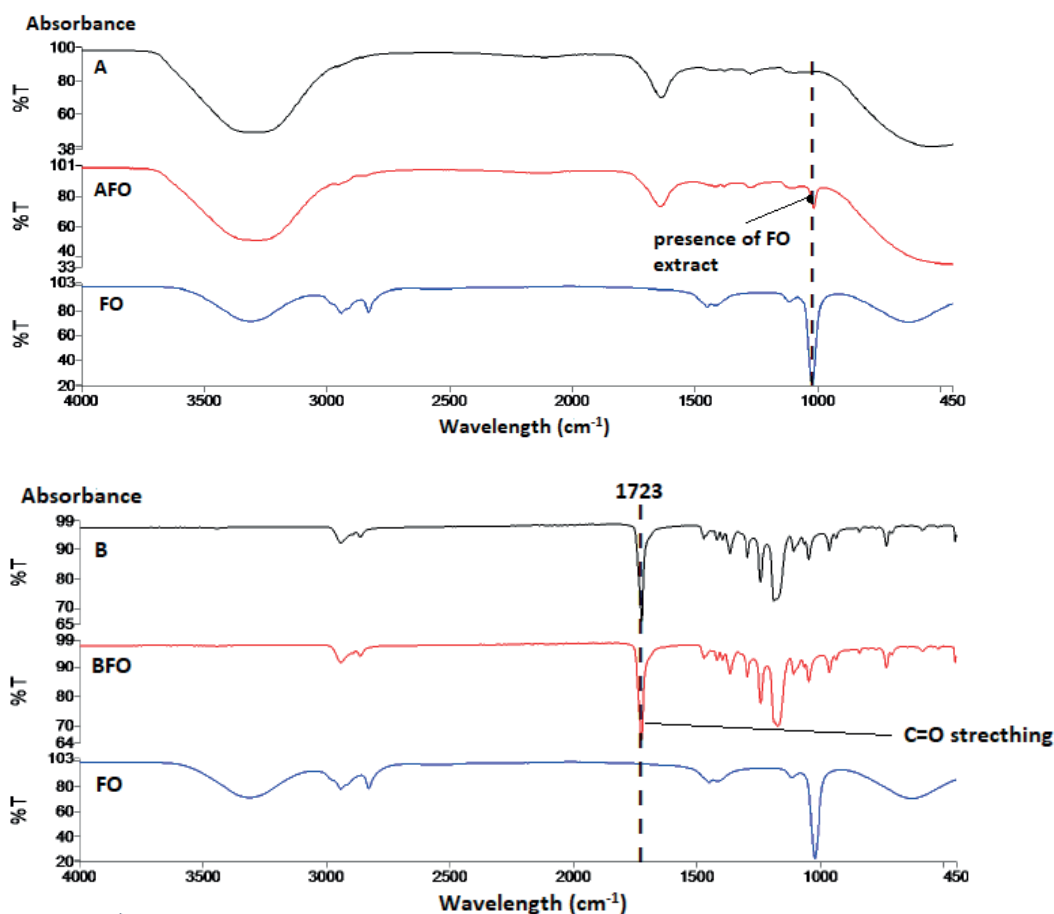 Absorbance
100
A
80
60
38
%T
101
AFO
80
60
40
33
%T
presence of FO
extract
103
FO
80
60
40
20
%T
4000 3500 3000 2500 2000 1500 1000 450
Wavelength (cm-1)
Absorbance
1723
99
B
90
80
70
65
%T
99
BFO
90
80
70
64
%T
C=O strecthing
103
FO
80
60
40
20
%T
4000 3500 3000 2500 2000 1500 1000 450
Wavelength (cm-1)